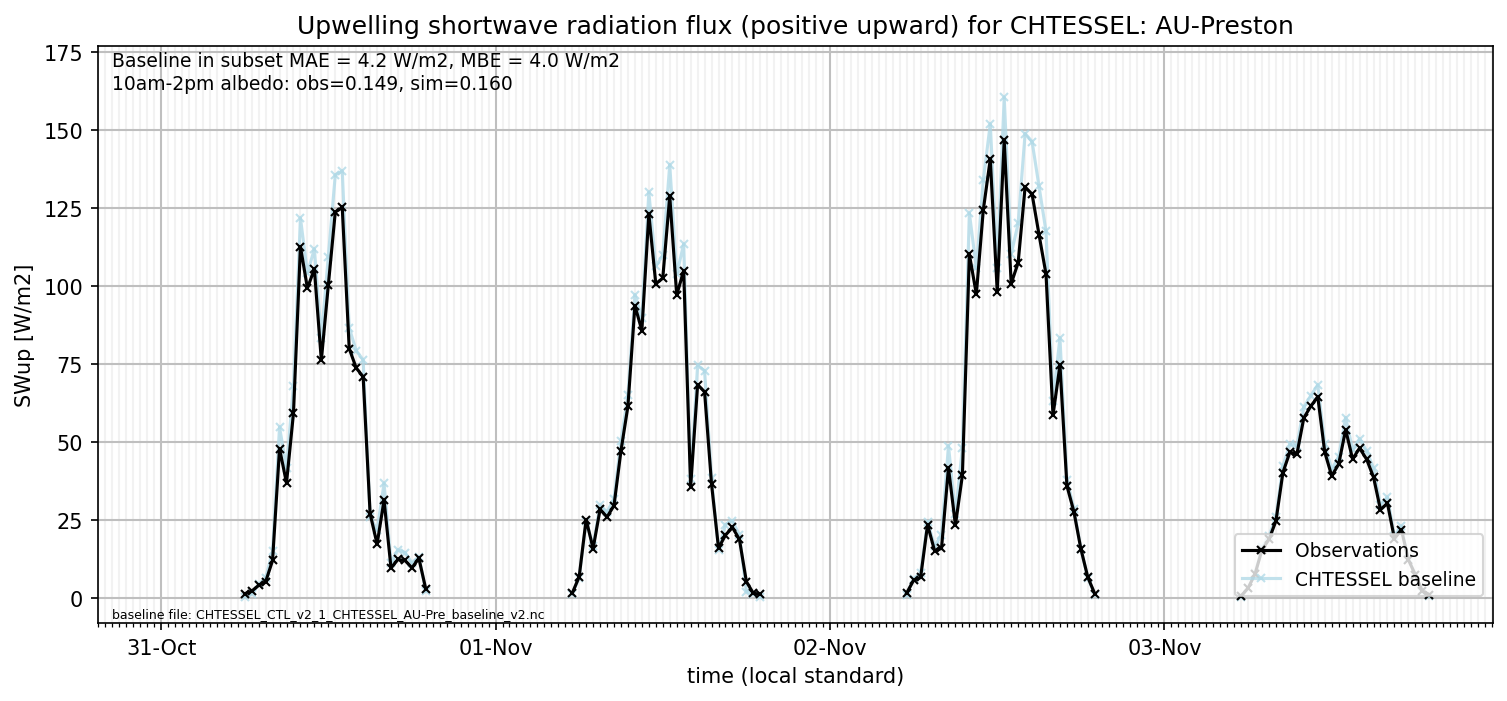 Upwelling shortwave radiation flux (positive upward) for CHTESSEL: AU-Preston
Baseline in subset MAE = 4.2 W/m2, MBE = 4.0 W/m2
10am-2pm albedo: obs=0.149, sim=0.160
175
150
125
100
75
50
25
0
SWup [W/m2]
Observations
CHTESSEL baseline
baseline file: CHTESSEL_CTL_v2_1_CHTESSEL_AU-Pre_baseline_v2.nc
31-Oct 01-Nov 02-Nov 03-Nov
time (local standard)